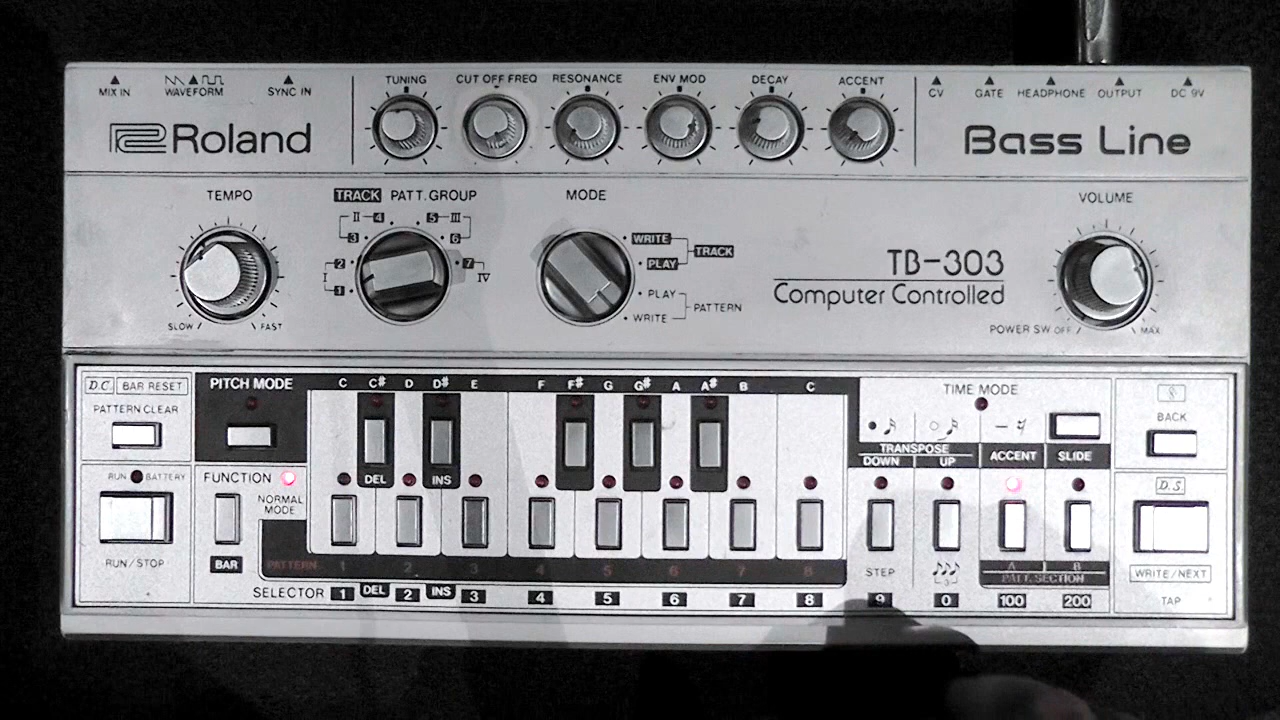 MIX IN WAVEFORM SYNC IN TUNING CUT OFF FREQ RESONANCE ENV MOD DECAY ACCENT CV GATE HEADPHONE OUTPUT DC 9V
Roland Bass Line
TEMPO TRACK PATT. GROUP MODE VOLUME
II 4 5 III
3 6
2 7
I IV
1
WRITE
PLAY
TRACK
PLAY
WRITE
PATTERN
TB-303
Computer Controlled
SLOW FAST
POWER SW OFF MAX
D.C. BAR RESET
PATTERN CLEAR
PITCH MODE
C C# D D# E F F# G G# A A# B C
TIME MODE
BACK
TRANSPOSE
DOWN UP ACCENT SLIDE
RUN BATTERY
FUNCTION
DEL INS
NORMAL MODE
D.S
RUN/STOP
BAR
PATTERN 1 2 3 4 5 6 7 8
STEP
3
A B
PATT. SECTION
WRITE/NEXT
SELECTOR 1 DEL 2 INS 3 4 5 6 7 8 9 0 100 200
TAP